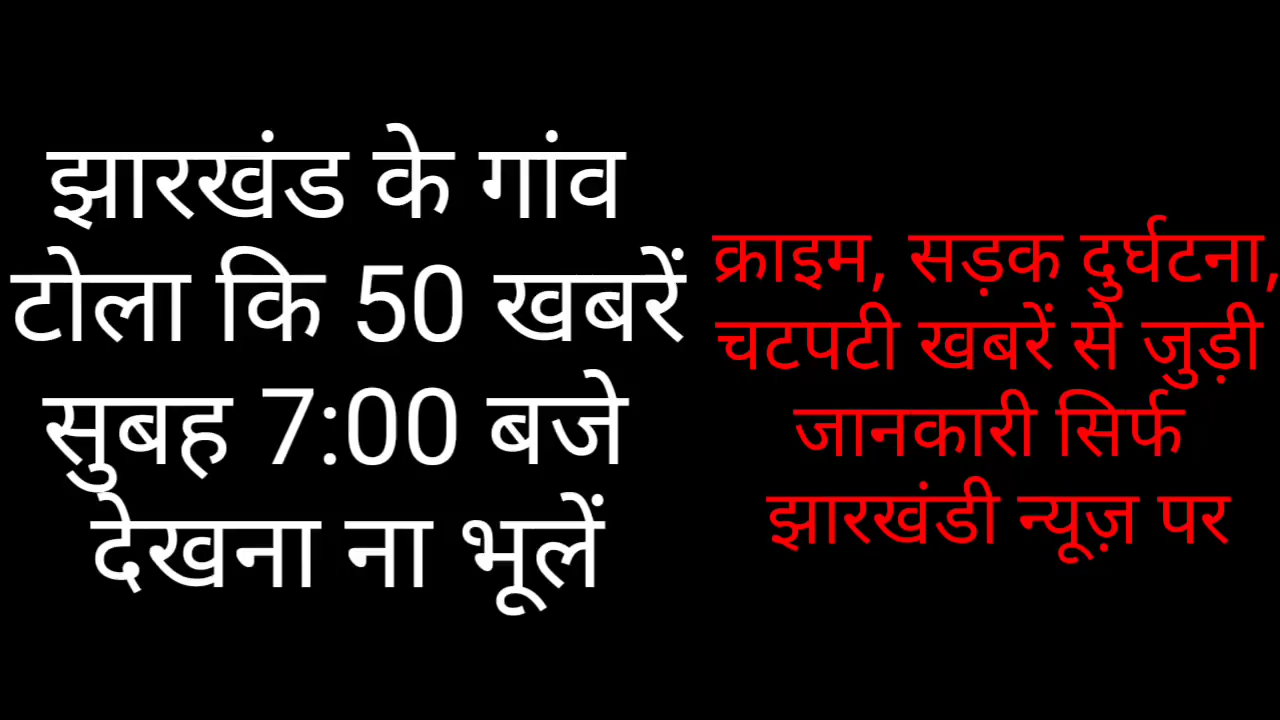 झारखंड के गांव
टोला कि 50 खबरें
सुबह 7:00 बजे
देखना ना भूलें
क्राइम, सड़क दुर्घटना,
चटपटी खबरें से जुड़ी
जानकारी सिर्फ
झारखंडी न्यूज़ पर